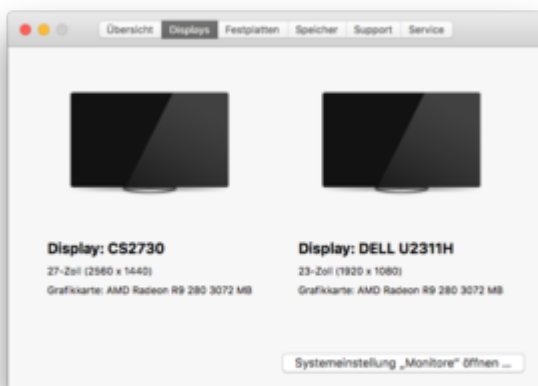 Übersicht Displays Festplatten Speicher Support Service
Display: CS2730
27-Zoll (2560 x 1440)
Grafikkarte: AMD Radeon R9 280 3072 MB
Display: DELL U2311H
23-Zoll (1920 x 1080)
Grafikkarte: AMD Radeon R9 280 3072 MB
Systemeinstellung „Monitore“ öffnen ...